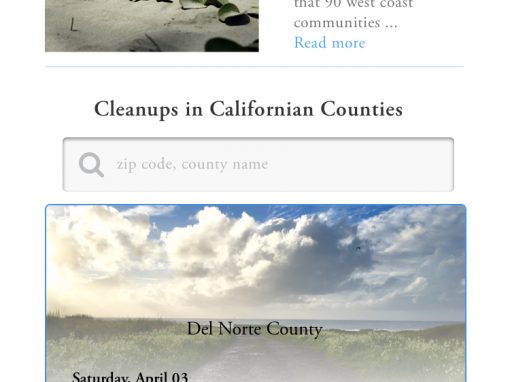 that 90 west coast
communities ...
Read more
Cleanups in Californian Counties
zip code, county name
Del Norte County
Saturday, April 03